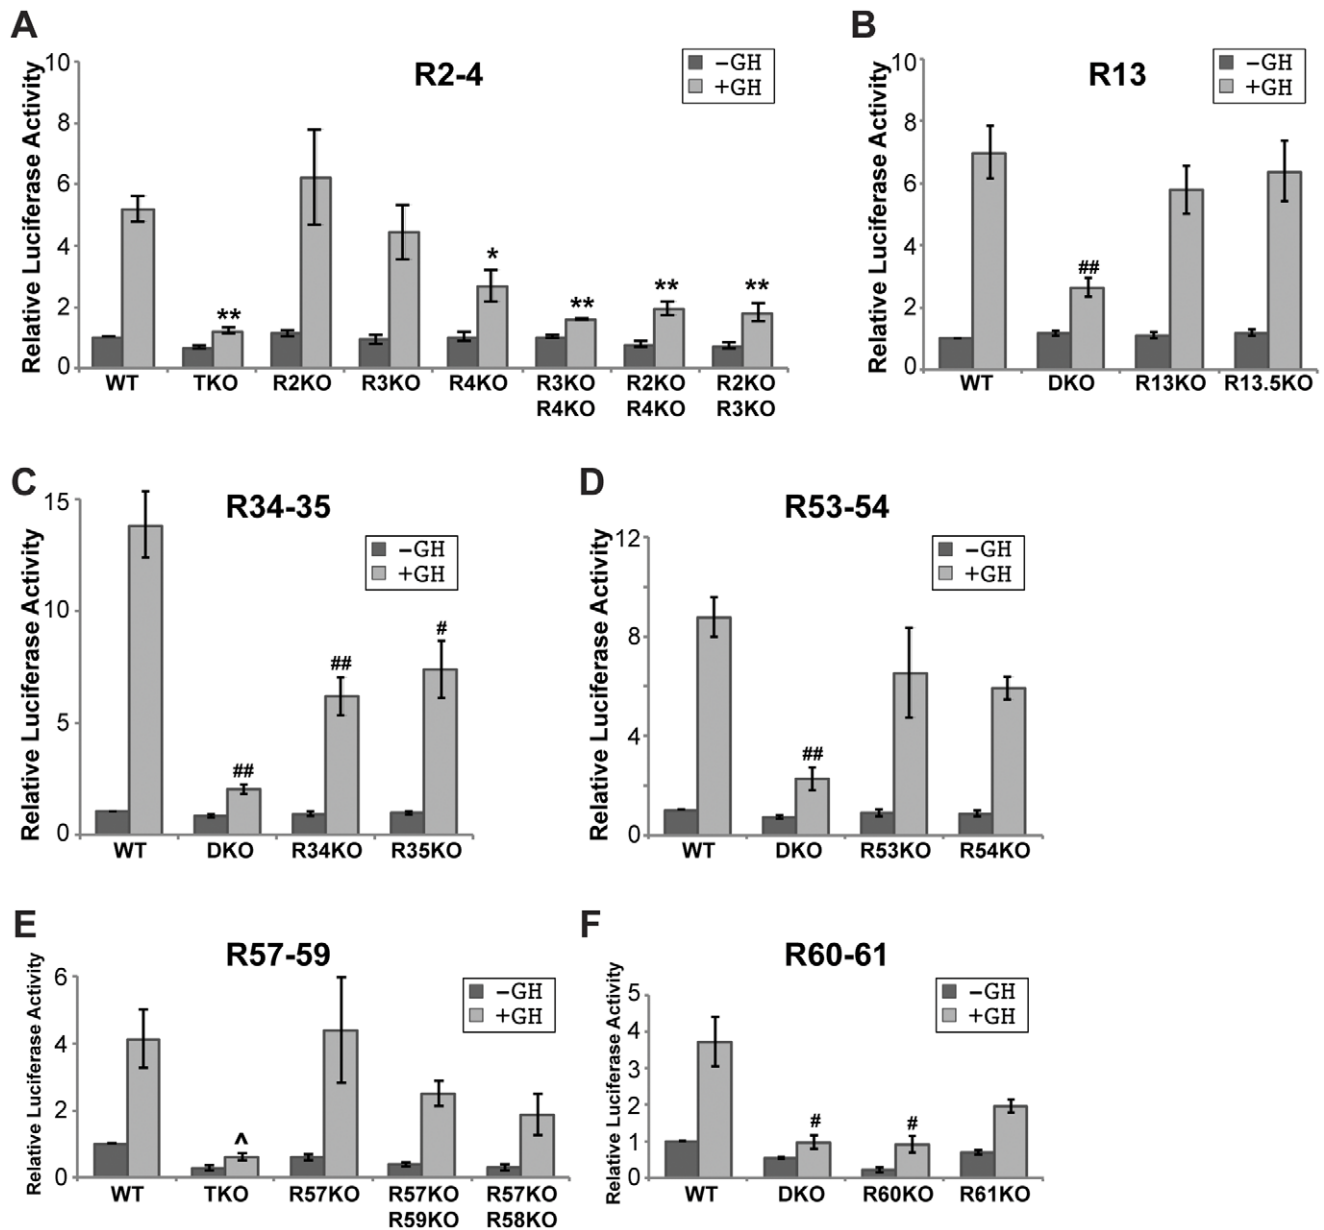 A
R2-4
−GH
+GH
Relative Luciferase Activity
10
8
6
4
2
0
** * ** ** **
WT TKO R2KO R3KO R4KO R3KO R2KO R2KO
R4KO R4KO R3KO
B
R13
−GH
+GH
Relative Luciferase Activity
10
8
6
4
2
0
##
WT DKO R13KO R13.5KO
C
R34-35
−GH
+GH
Relative Luciferase Activity
15
10
5
0
## ## #
WT DKO R34KO R35KO
D
R53-54
−GH
+GH
Relative Luciferase Activity
12
8
4
0
##
WT DKO R53KO R54KO
E
R57-59
−GH
+GH
Relative Luciferase Activity
6
4
2
0
^
WT TKO R57KO R57KO R57KO
R59KO R58KO
F
R60-61
−GH
+GH
Relative Luciferase Activity
5
4
3
2
1
0
# #
WT DKO R60KO R61KO